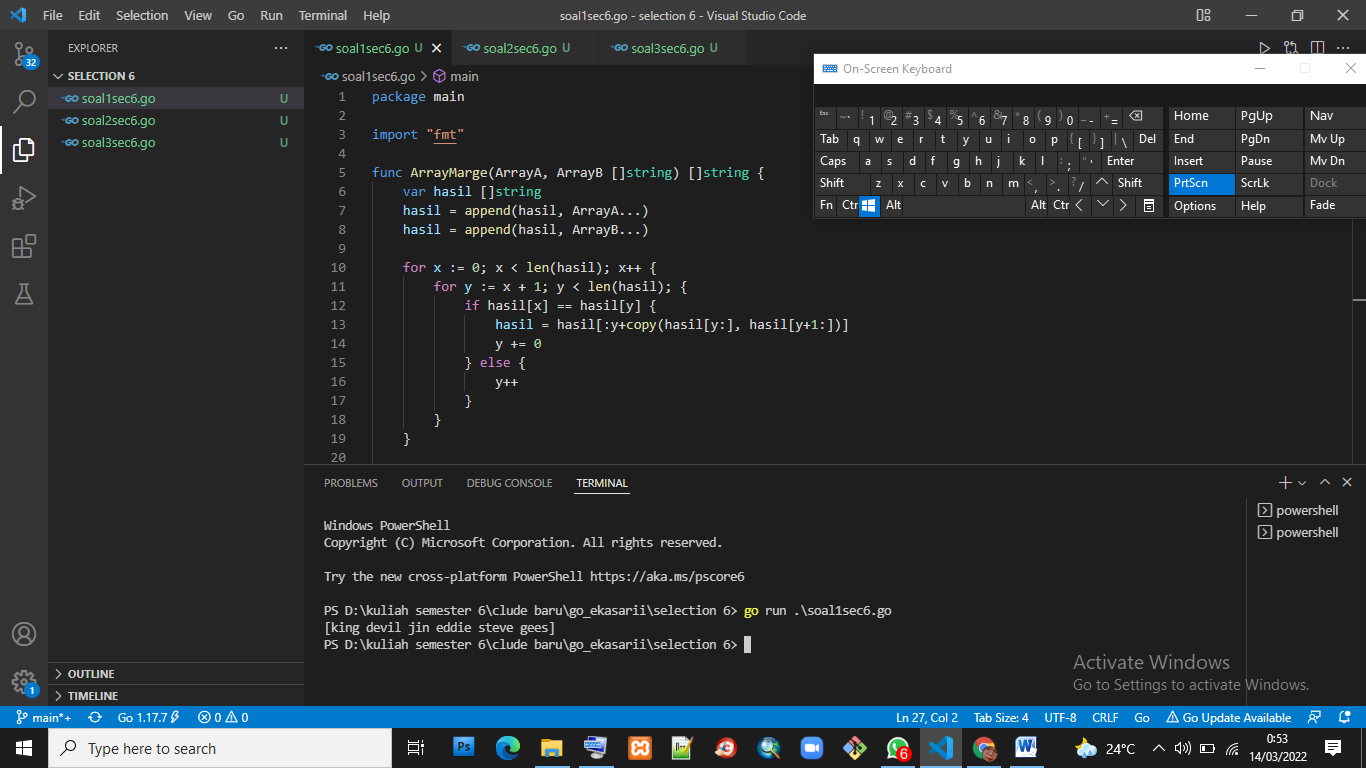 File Edit Selection View Go Run Terminal Help soal1sec6.go - selection 6 - Visual Studio Code
EXPLORER
32
SELECTION 6
soal1sec6.go U
soal2sec6.go U
soal3sec6.go U
OUTLINE
TIMELINE
1
soal1sec6.go U soal2sec6.go U soal3sec6.go U
soal1sec6.go > main
1 package main
2
3 import "fmt"
4
5 func ArrayMarge(ArrayA, ArrayB []string) []string {
6 var hasil []string
7 hasil = append(hasil, ArrayA...)
8 hasil = append(hasil, ArrayB...)
9
10 for x := 0; x < len(hasil); x++ {
11 for y := x + 1; y < len(hasil); {
12 if hasil[x] == hasil[y] {
13 hasil = hasil[:y+copy(hasil[y:], hasil[y+1:])]
14 y += 0
15 } else {
16 y++
17 }
18 }
19 }
20
On-Screen Keyboard
Esc ~ ` ! 1 @ 2 # 3 $ 4 % 5 ^ 6 & 7 * 8 ( 9 ) 0 _ - + = Home PgUp Nav
Tab q w e r t y u i o p { [ } ] | \ Del End PgDn Mv Up
Caps a s d f g h j k l : ; " ' Enter Insert Pause Mv Dn
Shift z x c v b n m < , > . ? / Shift PrtScn ScrLk Dock
Fn Ctr Alt Alt Ctr Options Help Fade
PROBLEMS OUTPUT DEBUG CONSOLE TERMINAL
powershell
powershell
Windows PowerShell
Copyright (C) Microsoft Corporation. All rights reserved.
Try the new cross-platform PowerShell https://aka.ms/pscore6
PS D:\kuliah semester 6\clude baru\go_ekasarii\selection 6> go run .\soal1sec6.go
[king devil jin eddie steve gees]
PS D:\kuliah semester 6\clude baru\go_ekasarii\selection 6>
Activate Windows
Go to Settings to activate Windows.
main*+ Go 1.17.7 0 0 Ln 27, Col 2 Tab Size: 4 UTF-8 CRLF Go Go Update Available
Type here to search Ps 6 W 24°C 0:53
14/03/2022